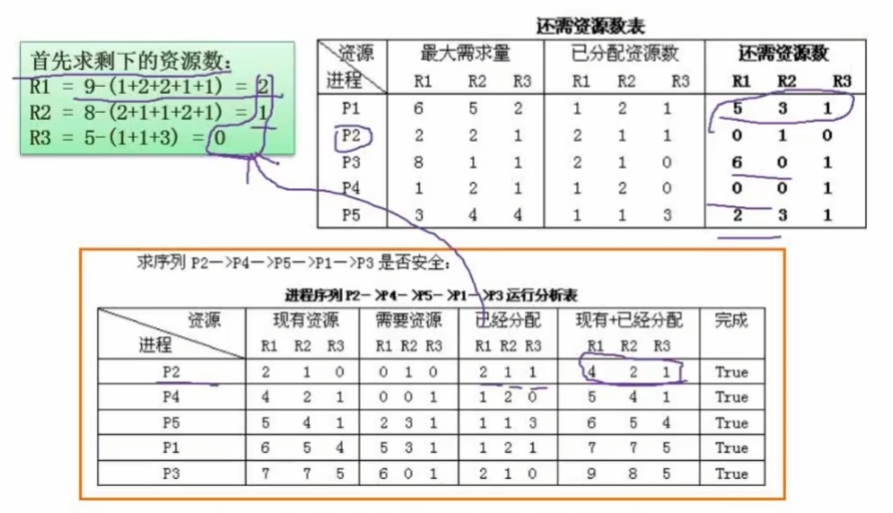 首先求剩下的资源数:
R1 = 9-(1+2+2+1+1) = 2
R2 = 8-(2+1+1+2+1) = 1
R3 = 5-(1+1+3) = 0
还需资源数表
资源 最大需求量 已分配资源数 还需资源数
进程 R1 R2 R3 R1 R2 R3 R1 R2 R3
P1 6 5 2 1 2 1 5 3 1
P2 2 2 1 2 1 1 0 1 0
P3 8 1 1 2 1 0 6 0 1
P4 1 2 1 1 2 0 0 0 1
P5 3 4 4 1 1 3 2 3 1
求序列 P2—>P4—>P5—>P1—>P3 是否安全:
进程序列 P2->P4->P5->P1->P3 运行分析表
资源 现有资源 需要资源 已经分配 现有+已经分配 完成
进程 R1 R2 R3 R1 R2 R3 R1 R2 R3 R1 R2 R3
P2 2 1 0 0 1 0 2 1 1 4 2 1 True
P4 4 2 1 0 0 1 1 2 0 5 4 1 True
P5 5 4 1 2 3 1 1 1 3 6 5 4 True
P1 6 5 4 5 3 1 1 2 1 7 7 5 True
P3 7 7 5 6 0 1 2 1 0 9 8 5 True